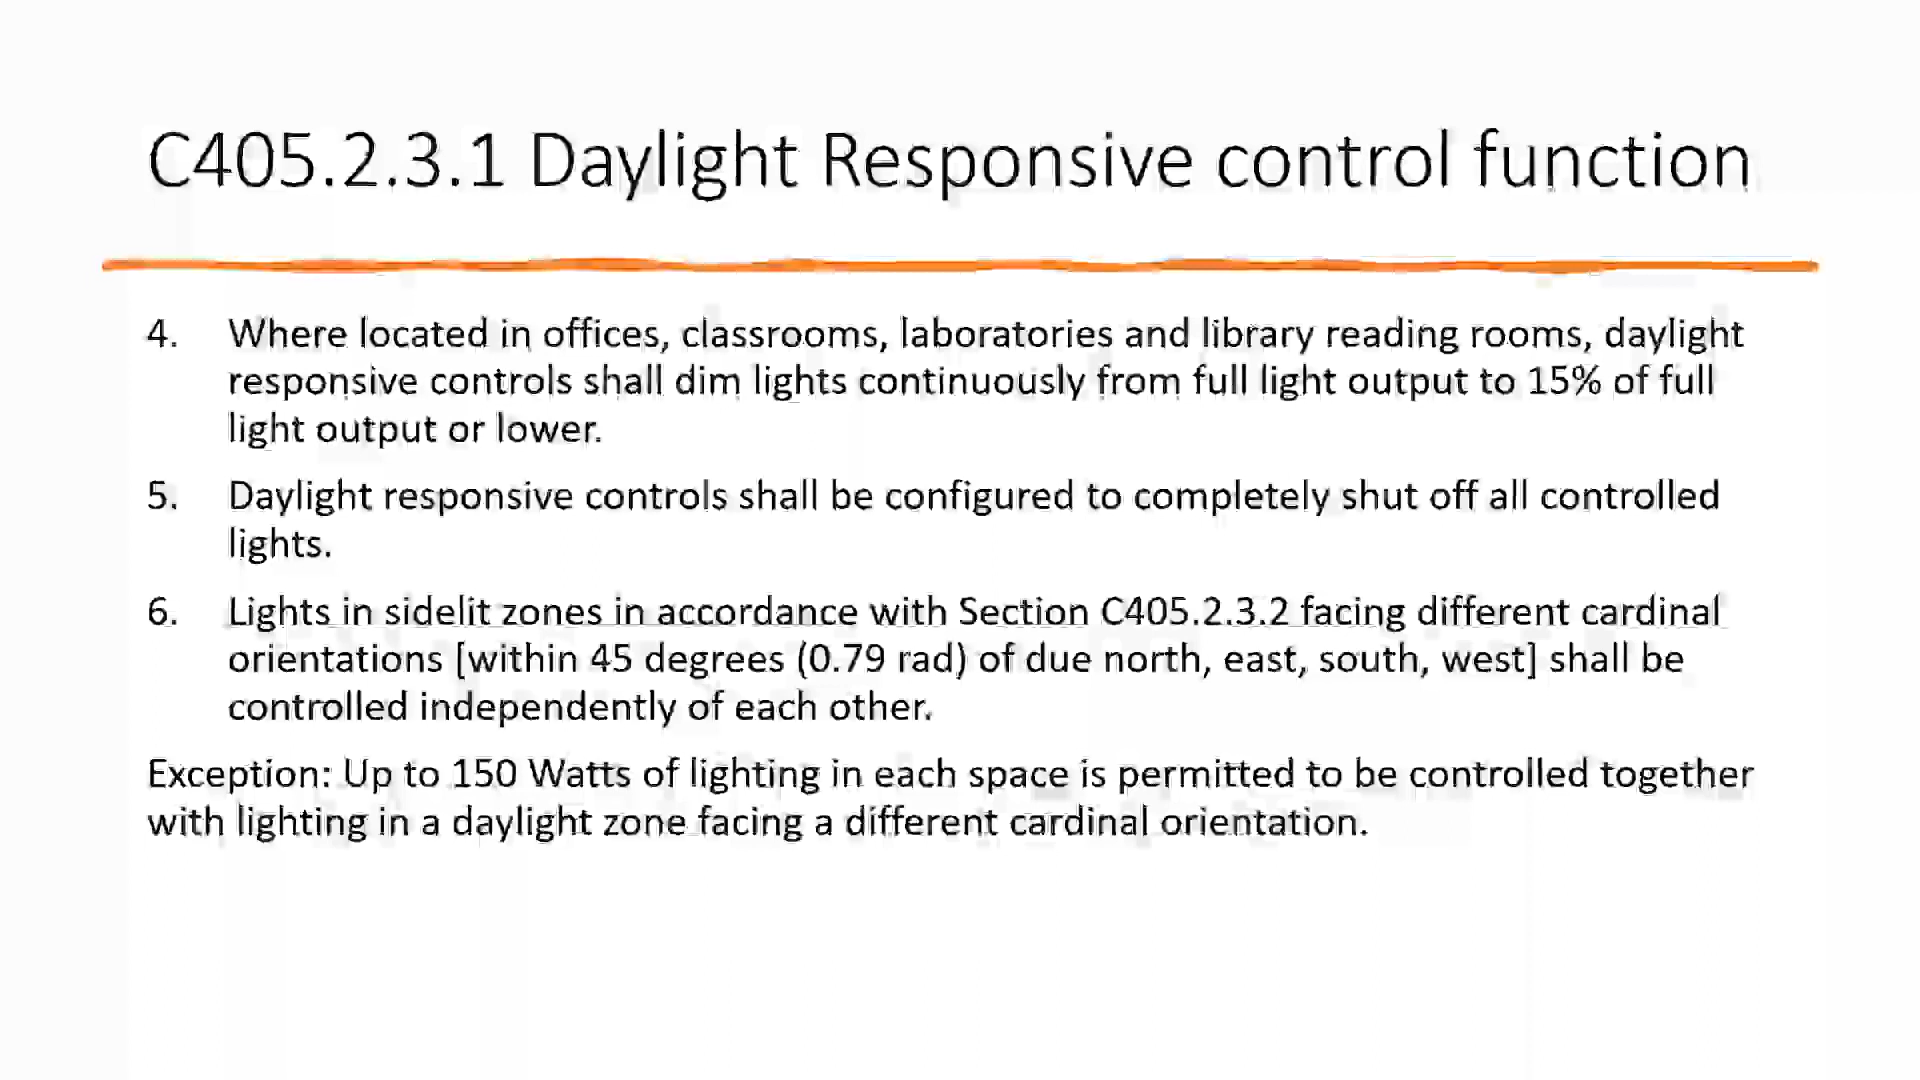 C405.2.3.1 Daylight Responsive control function
4. Where located in offices, classrooms, laboratories and library reading rooms, daylight
responsive controls shall dim lights continuously from full light output to 15% of full
light output or lower.
5. Daylight responsive controls shall be configured to completely shut off all controlled
lights.
6. Lights in sidelit zones in accordance with Section C405.2.3.2 facing different cardinal
orientations [within 45 degrees (0.79 rad) of due north, east, south, west] shall be
controlled independently of each other.
Exception: Up to 150 Watts of lighting in each space is permitted to be controlled together
with lighting in a daylight zone facing a different cardinal orientation.